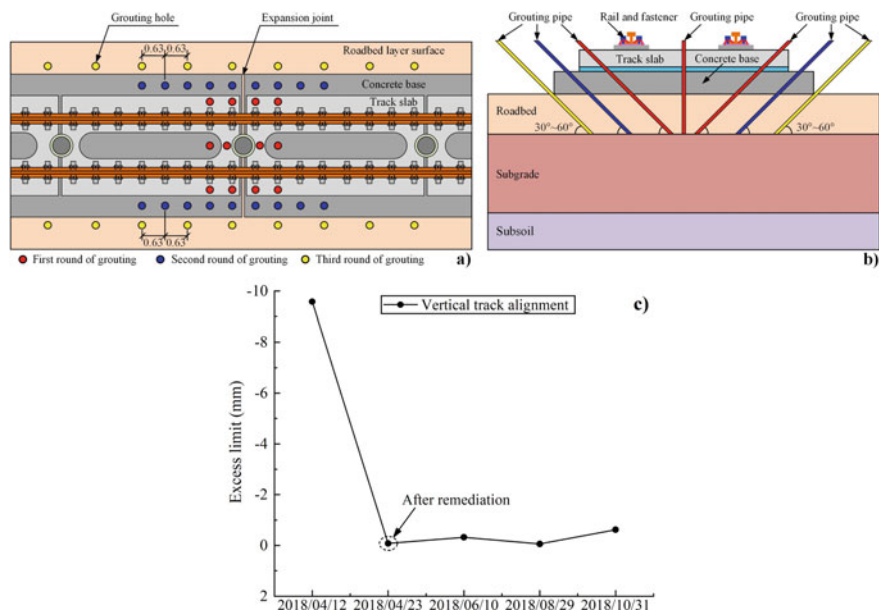 Grouting hole
Expansion joint
0.63 0.63
Roadbed layer surface
Concrete base
Track slab
0.63 0.63
a)
First round of grouting
Second round of grouting
Third round of grouting
Grouting pipe
Rail and fastener
Grouting pipe
Grouting pipe
Track slab
Concrete base
Roadbed
30°~60°
30°~60°
Subgrade
Subsoil
b)
Vertical track alignment
c)
Excess limit (mm)
-10
-8
-6
-4
-2
0
2
After remediation
2018/04/12 2018/04/23 2018/06/10 2018/08/29 2018/10/31